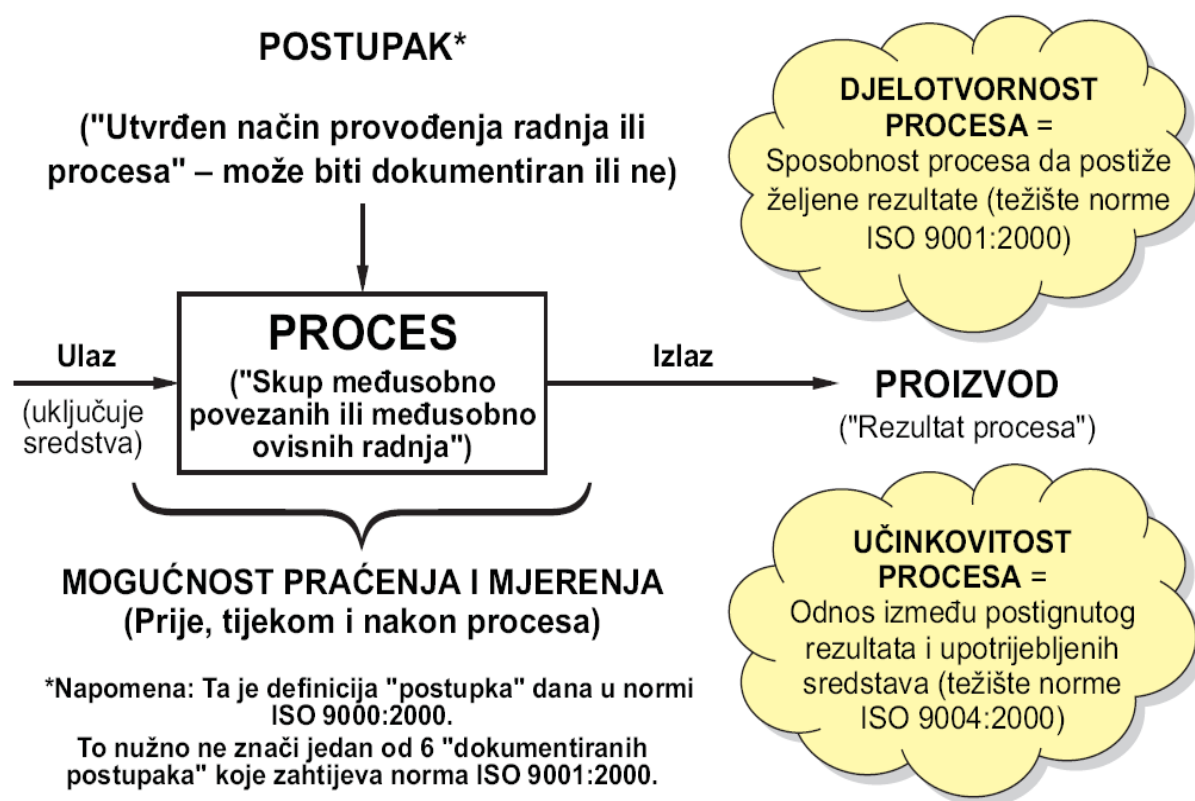 POSTUPAK*
("Utvrđen način provođenja radnja ili
procesa" – može biti dokumentiran ili ne)
DJELOTVORNOST
PROCESA =
Sposobnost procesa da postiže
željene rezultate (težište norme
ISO 9001:2000)
Ulaz
(uključuje
sredstva)
PROCES
("Skup međusobno
povezanih ili međusobno
ovisnih radnja")
Izlaz
PROIZVOD
("Rezultat procesa")
MOGUĆNOST PRAĆENJA I MJERENJA
(Prije, tijekom i nakon procesa)
UČINKOVITOST
PROCESA =
Odnos između postignutog
rezultata i upotrijebljenih
sredstava (težište norme
ISO 9004:2000)
*Napomena: Ta je definicija "postupka" dana u normi
ISO 9000:2000.
To nužno ne znači jedan od 6 "dokumentiranih
postupaka" koje zahtijeva norma ISO 9001:2000.